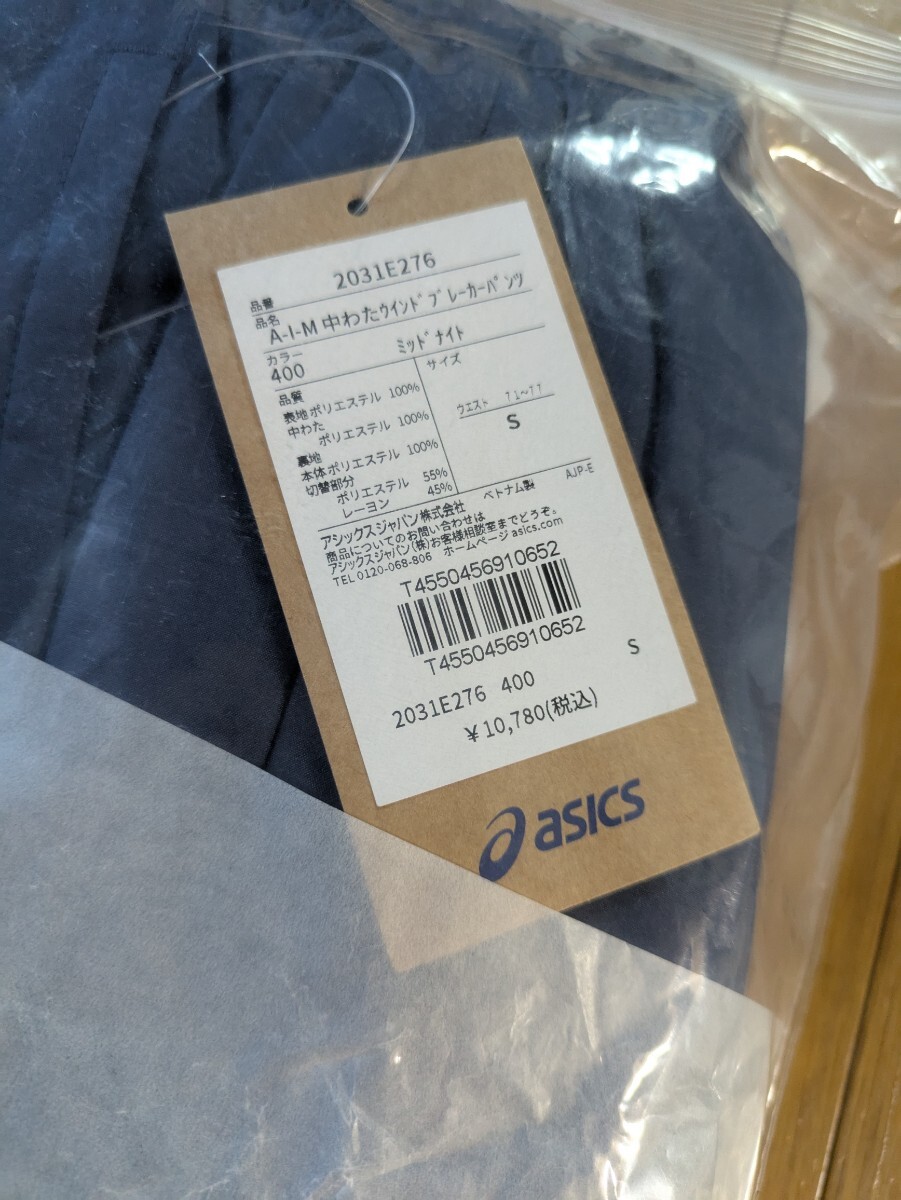 品番 2031E276
品名 A-I-M 中わたｳｲﾝﾄﾞﾌﾞﾚｰｶｰﾊﾟﾝﾂ
カラー
400 ﾐｯﾄﾞﾅｲﾄ
品質
表地ポリエステル 100%
中わた
ポリエステル 100%
裏地
本体ポリエステル 100%
切替部分
ポリエステル 55%
レーヨン 45%
サイズ
ウエスト 71～77
S
アシックスジャパン株式会社 ベトナム製 AJP-E
商品についてのお問い合わせは
アシックスジャパン(株)お客様相談室までどうぞ。
TEL 0120-068-806 ホームページ asics.com
T4550456910652
T4550456910652
2031E276 400 S
¥10,780(税込)
asics